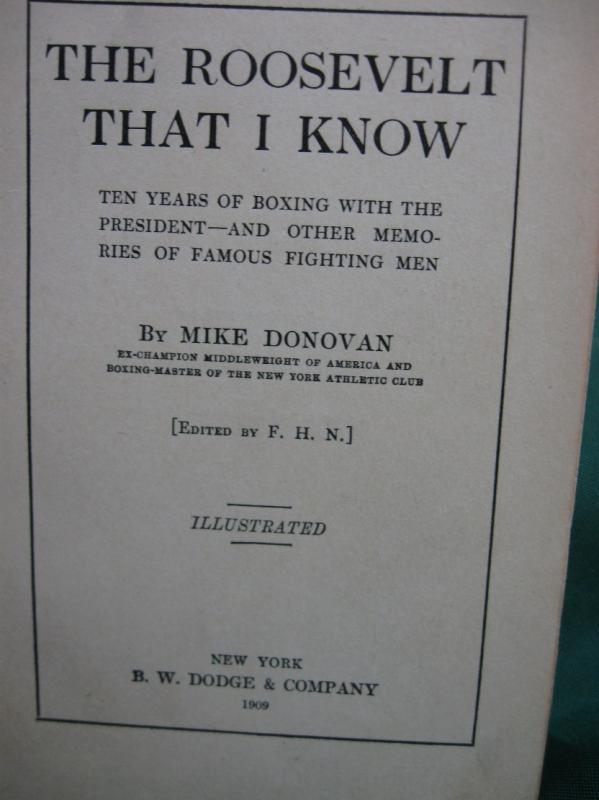 THE ROOSEVELT
THAT I KNOW
TEN YEARS OF BOXING WITH THE
PRESIDENT—AND OTHER MEMO-
RIES OF FAMOUS FIGHTING MEN
BY MIKE DONOVAN
EX-CHAMPION MIDDLEWEIGHT OF AMERICA AND
BOXING-MASTER OF THE NEW YORK ATHLETIC CLUB
[EDITED BY F. H. N.]
ILLUSTRATED
NEW YORK
B. W. DODGE & COMPANY
1909